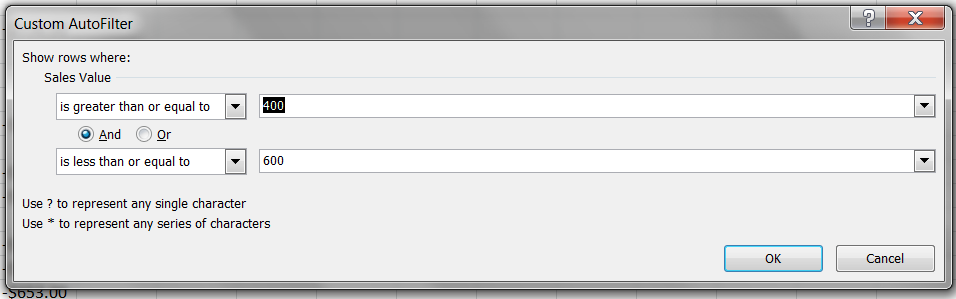 Custom AutoFilter
?
Show rows where:
Sales Value
is greater than or equal to 400
And Or
is less than or equal to 600
Use ? to represent any single character
Use * to represent any series of characters
OK Cancel
-$653.00